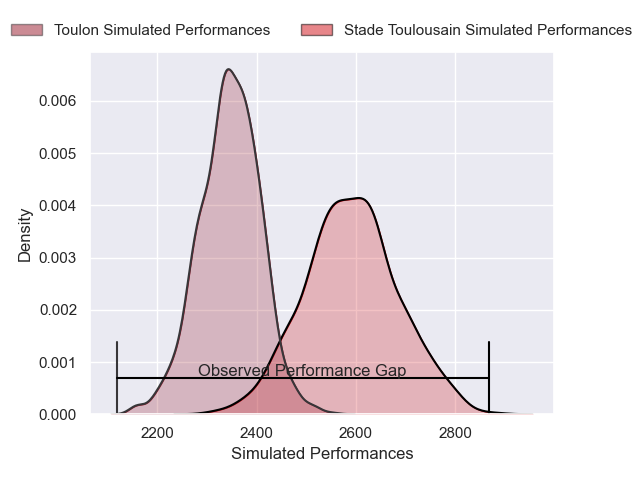 Toulon Simulated Performances
Stade Toulousain Simulated Performances
0.006
0.005
0.004
0.003
0.002
0.001
0.000
Density
Observed Performance Gap
2200
2400
2600
2800
Simulated Performances